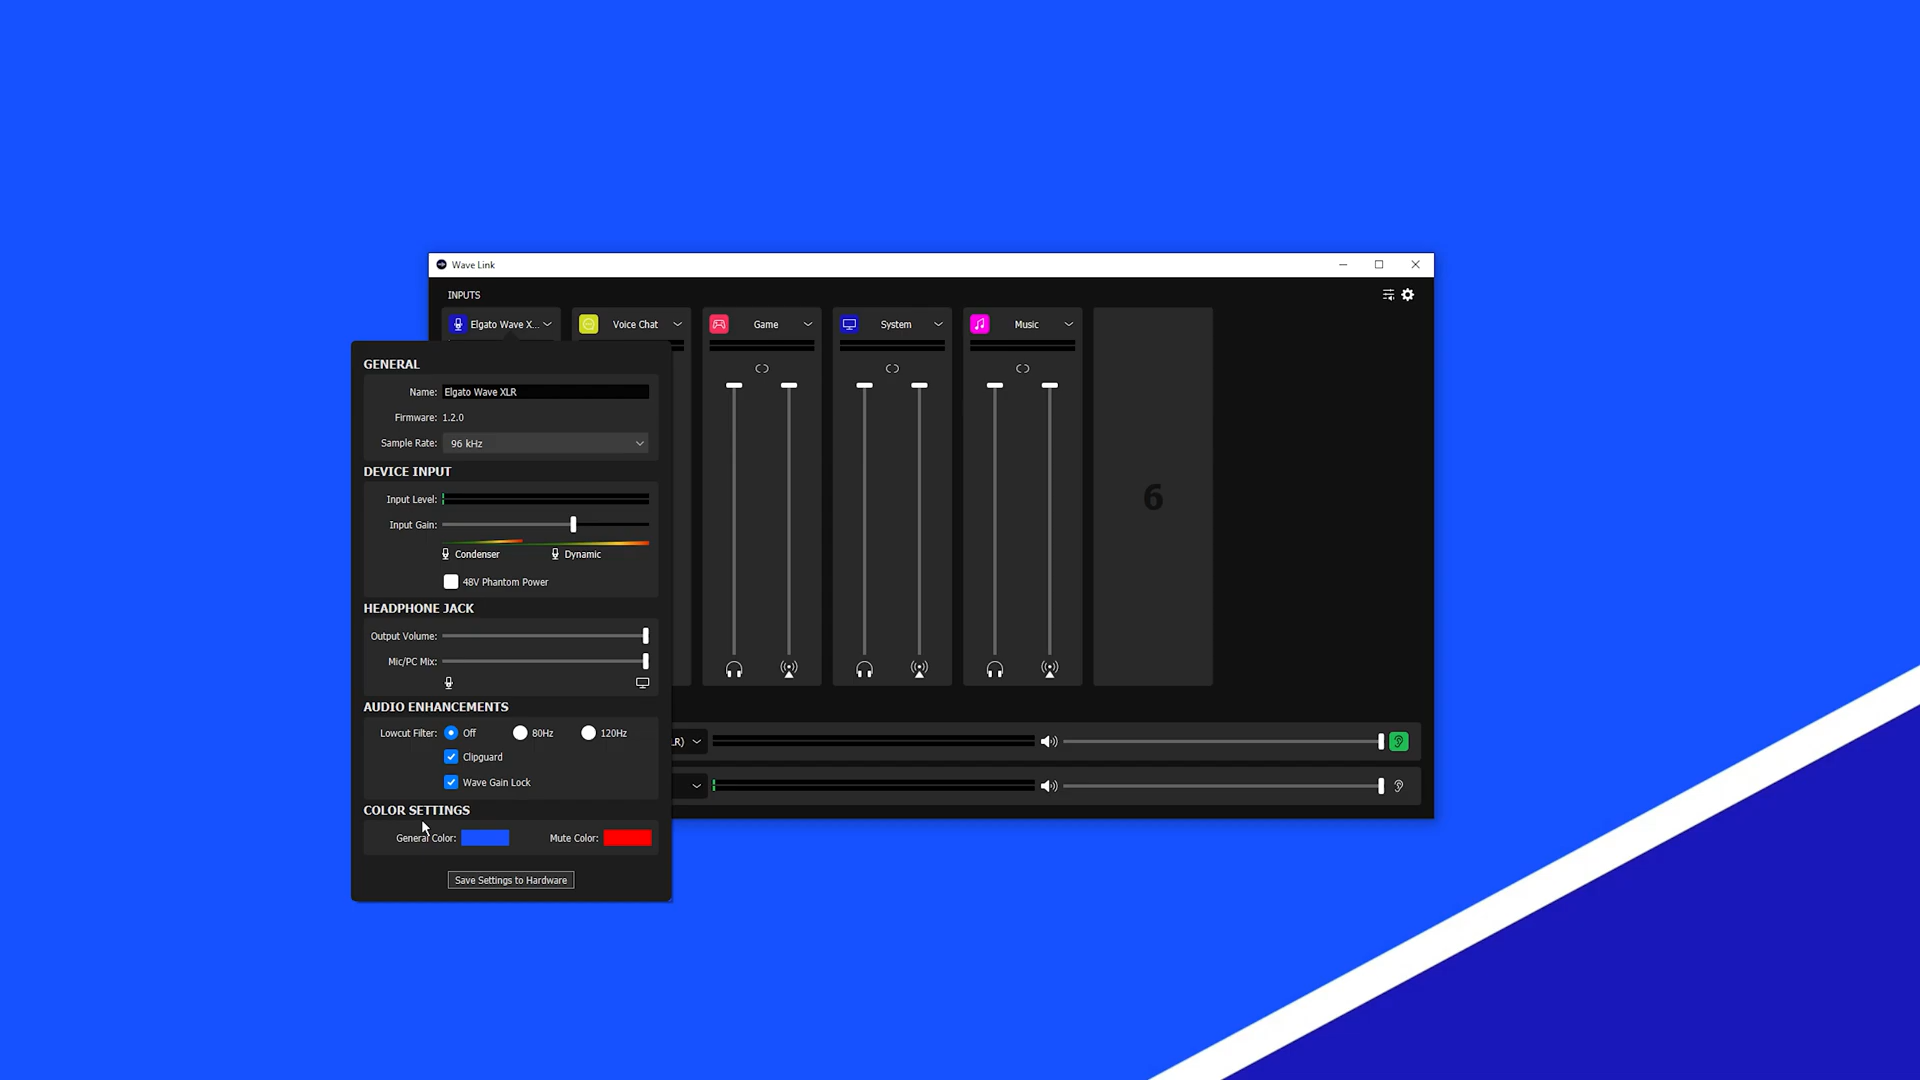 Wave Link
INPUTS
Elgato Wave X...
Voice Chat
Game
System
Music
GENERAL
Name: Elgato Wave XLR
Firmware: 1.2.0
Sample Rate: 96 kHz
DEVICE INPUT
Input Level:
Input Gain:
Condenser
Dynamic
48V Phantom Power
6
HEADPHONE JACK
Output Volume:
Mic/PC Mix:
AUDIO ENHANCEMENTS
Lowcut Filter: Off 80Hz 120Hz
LR)
Clipguard
Wave Gain Lock
COLOR SETTINGS
General Color:
Mute Color:
Save Settings to Hardware